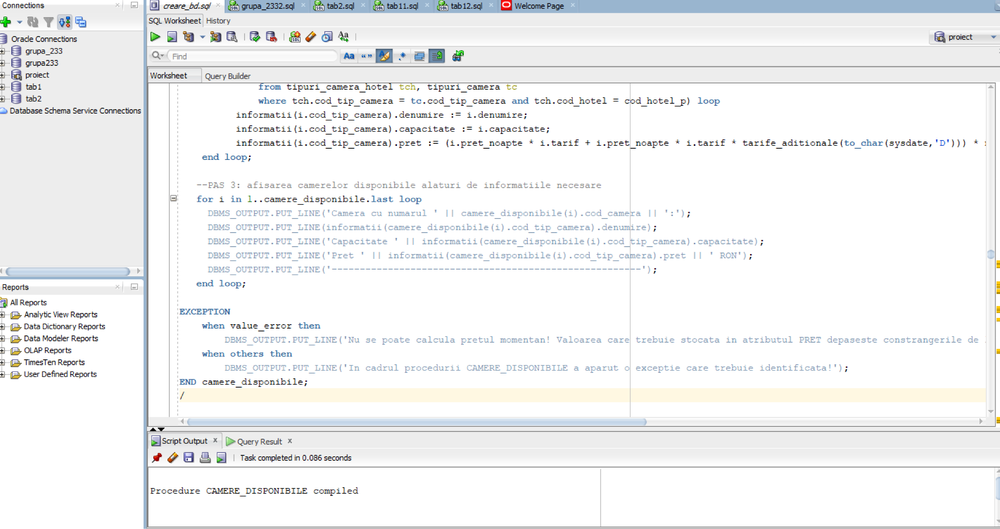 Connections
Oracle Connections
grupa_233
grupa233
proiect
tab1
tab2
Database Schema Service Connections
Reports
All Reports
Analytic View Reports
Data Dictionary Reports
Data Modeler Reports
OLAP Reports
TimesTen Reports
User Defined Reports
creare_bd.sql
grupa_2332.sql
tab2.sql
tab11.sql
tab12.sql
Welcome Page
SQL Worksheet History
proiect
Find
Worksheet Query Builder
from tipuri_camera_hotel tch, tipuri_camera tc
where tch.cod_tip_camera = tc.cod_tip_camera and tch.cod_hotel = cod_hotel_p) loop
informatii(i.cod_tip_camera).denumire := i.denumire;
informatii(i.cod_tip_camera).capacitate := i.capacitate;
informatii(i.cod_tip_camera).pret := (i.pret_noapte * i.tarif + i.pret_noapte * i.tarif * tarife_aditionale(to_char(sysdate,'D'))) *
end loop;
--PAS 3: afisarea camerelor disponibile alaturi de informatiile necesare
for i in 1..camere_disponibile.last loop
DBMS_OUTPUT.PUT_LINE('Camera cu numarul ' || camere_disponibile(i).cod_camera || ':');
DBMS_OUTPUT.PUT_LINE(informatii(camere_disponibile(i).cod_tip_camera).denumire);
DBMS_OUTPUT.PUT_LINE('Capacitate ' || informatii(camere_disponibile(i).cod_tip_camera).capacitate);
DBMS_OUTPUT.PUT_LINE('Pret ' || informatii(camere_disponibile(i).cod_tip_camera).pret || ' RON');
DBMS_OUTPUT.PUT_LINE('-------------------------------------------------------');
end loop;
EXCEPTION
when value_error then
DBMS_OUTPUT.PUT_LINE('Nu se poate calcula pretul momentan! Valoarea care trebuie stocata in atributul PRET depaseste constrangerile de
when others then
DBMS_OUTPUT.PUT_LINE('In cadrul procedurii CAMERE_DISPONIBILE a aparut o exceptie care trebuie identificata!');
END camere_disponibile;
/
Script Output x Query Result x
Task completed in 0.086 seconds
Procedure CAMERE_DISPONIBILE compiled